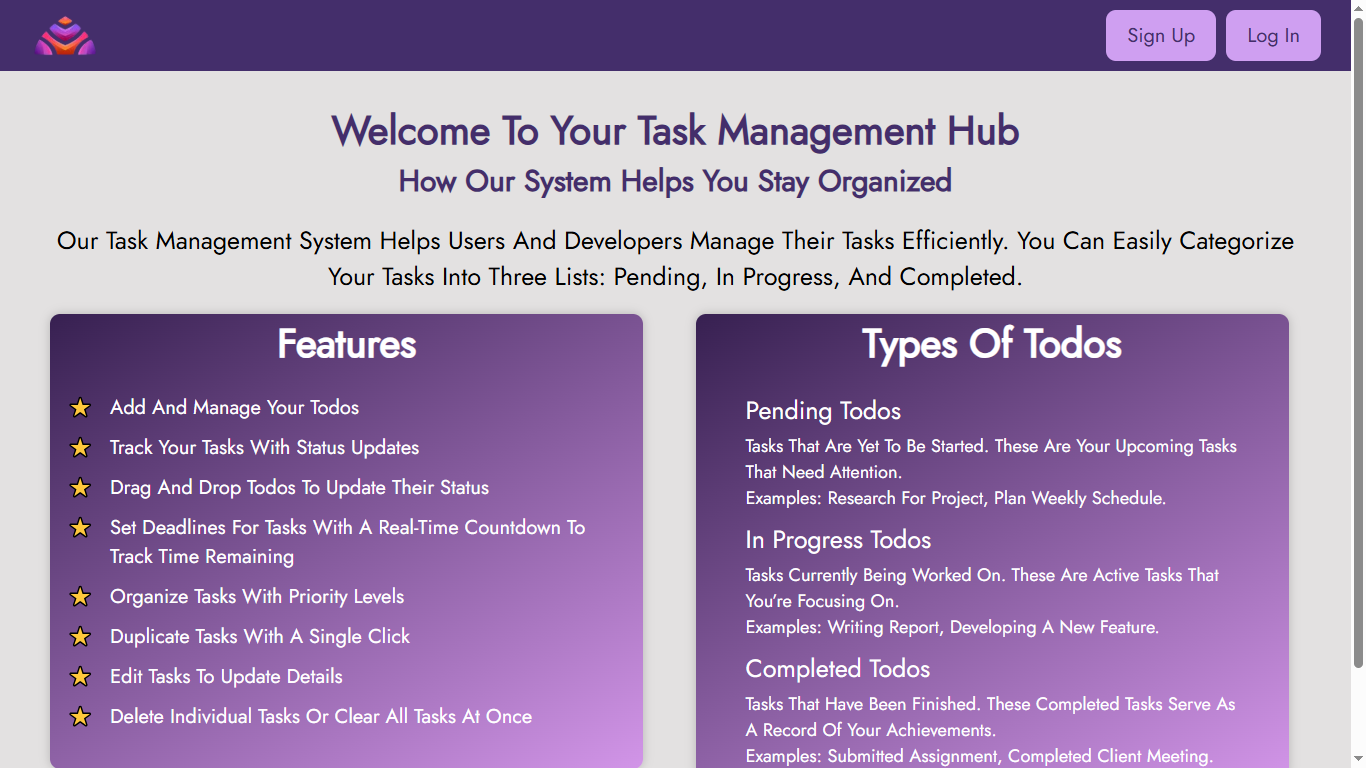 Sign Up
Log In
Welcome To Your Task Management Hub
How Our System Helps You Stay Organized
Our Task Management System Helps Users And Developers Manage Their Tasks Efficiently. You Can Easily Categorize
Your Tasks Into Three Lists: Pending, In Progress, And Completed.
Features
Add And Manage Your Todos
Track Your Tasks With Status Updates
Drag And Drop Todos To Update Their Status
Set Deadlines For Tasks With A Real-Time Countdown To
Track Time Remaining
Organize Tasks With Priority Levels
Duplicate Tasks With A Single Click
Edit Tasks To Update Details
Delete Individual Tasks Or Clear All Tasks At Once
Types Of Todos
Pending Todos
Tasks That Are Yet To Be Started. These Are Your Upcoming Tasks
That Need Attention.
Examples: Research For Project, Plan Weekly Schedule.
In Progress Todos
Tasks Currently Being Worked On. These Are Active Tasks That
You’re Focusing On.
Examples: Writing Report, Developing A New Feature.
Completed Todos
Tasks That Have Been Finished. These Completed Tasks Serve As
A Record Of Your Achievements.
Examples: Submitted Assignment, Completed Client Meeting.